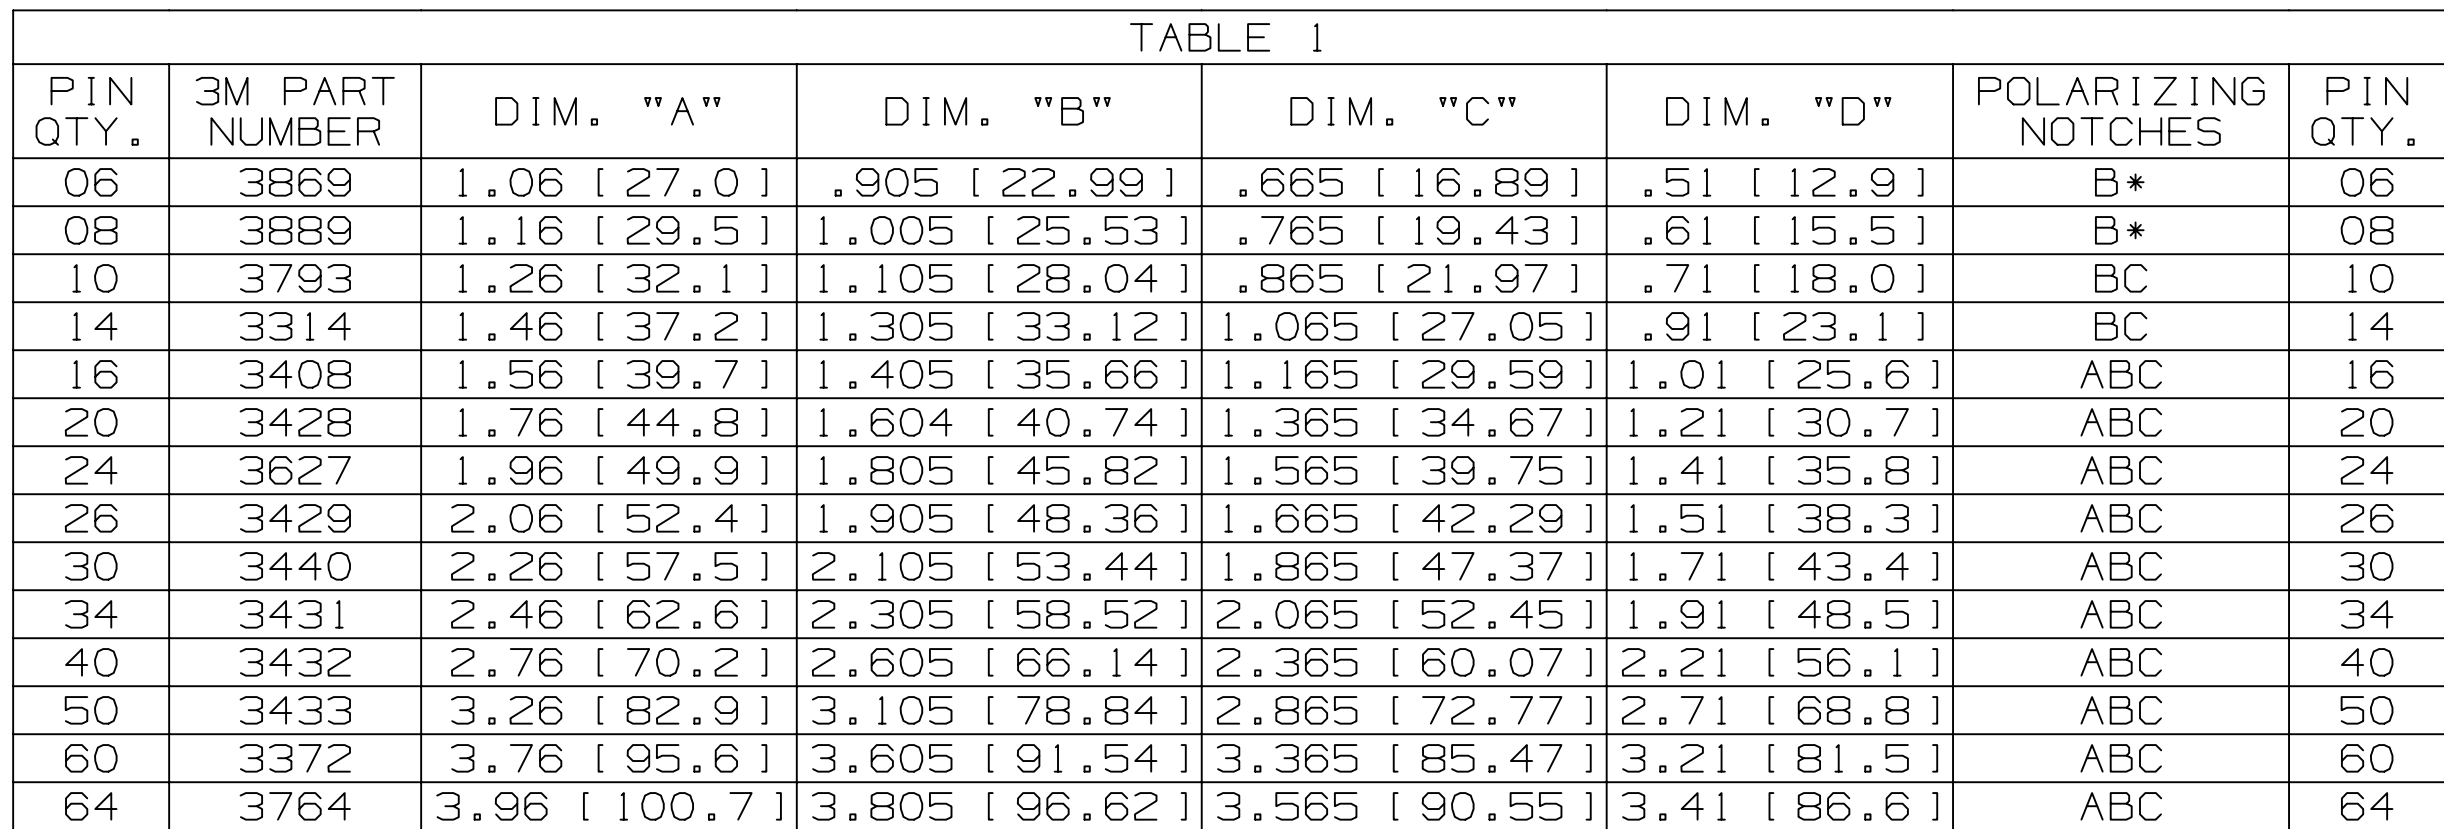 TABLE 1
PIN QTY. 3M PART NUMBER DIM. "A" DIM. "B" DIM. "C" DIM. "D" POLARIZING NOTCHES PIN QTY.
06 3869 1.06 [ 27.0 ] .905 [ 22.99 ] .665 [ 16.89 ] .51 [ 12.9 ] B* 06
08 3889 1.16 [ 29.5 ] 1.005 [ 25.53 ] .765 [ 19.43 ] .61 [ 15.5 ] B* 08
10 3793 1.26 [ 32.1 ] 1.105 [ 28.04 ] .865 [ 21.97 ] .71 [ 18.0 ] BC 10
14 3314 1.46 [ 37.2 ] 1.305 [ 33.12 ] 1.065 [ 27.05 ] .91 [ 23.1 ] BC 14
16 3408 1.56 [ 39.7 ] 1.405 [ 35.66 ] 1.165 [ 29.59 ] 1.01 [ 25.6 ] ABC 16
20 3428 1.76 [ 44.8 ] 1.604 [ 40.74 ] 1.365 [ 34.67 ] 1.21 [ 30.7 ] ABC 20
24 3627 1.96 [ 49.9 ] 1.805 [ 45.82 ] 1.565 [ 39.75 ] 1.41 [ 35.8 ] ABC 24
26 3429 2.06 [ 52.4 ] 1.905 [ 48.36 ] 1.665 [ 42.29 ] 1.51 [ 38.3 ] ABC 26
30 3440 2.26 [ 57.5 ] 2.105 [ 53.44 ] 1.865 [ 47.37 ] 1.71 [ 43.4 ] ABC 30
34 3431 2.46 [ 62.6 ] 2.305 [ 58.52 ] 2.065 [ 52.45 ] 1.91 [ 48.5 ] ABC 34
40 3432 2.76 [ 70.2 ] 2.605 [ 66.14 ] 2.365 [ 60.07 ] 2.21 [ 56.1 ] ABC 40
50 3433 3.26 [ 82.9 ] 3.105 [ 78.84 ] 2.865 [ 72.77 ] 2.71 [ 68.8 ] ABC 50
60 3372 3.76 [ 95.6 ] 3.605 [ 91.54 ] 3.365 [ 85.47 ] 3.21 [ 81.5 ] ABC 60
64 3764 3.96 [ 100.7 ] 3.805 [ 96.62 ] 3.565 [ 90.55 ] 3.41 [ 86.6 ] ABC 64